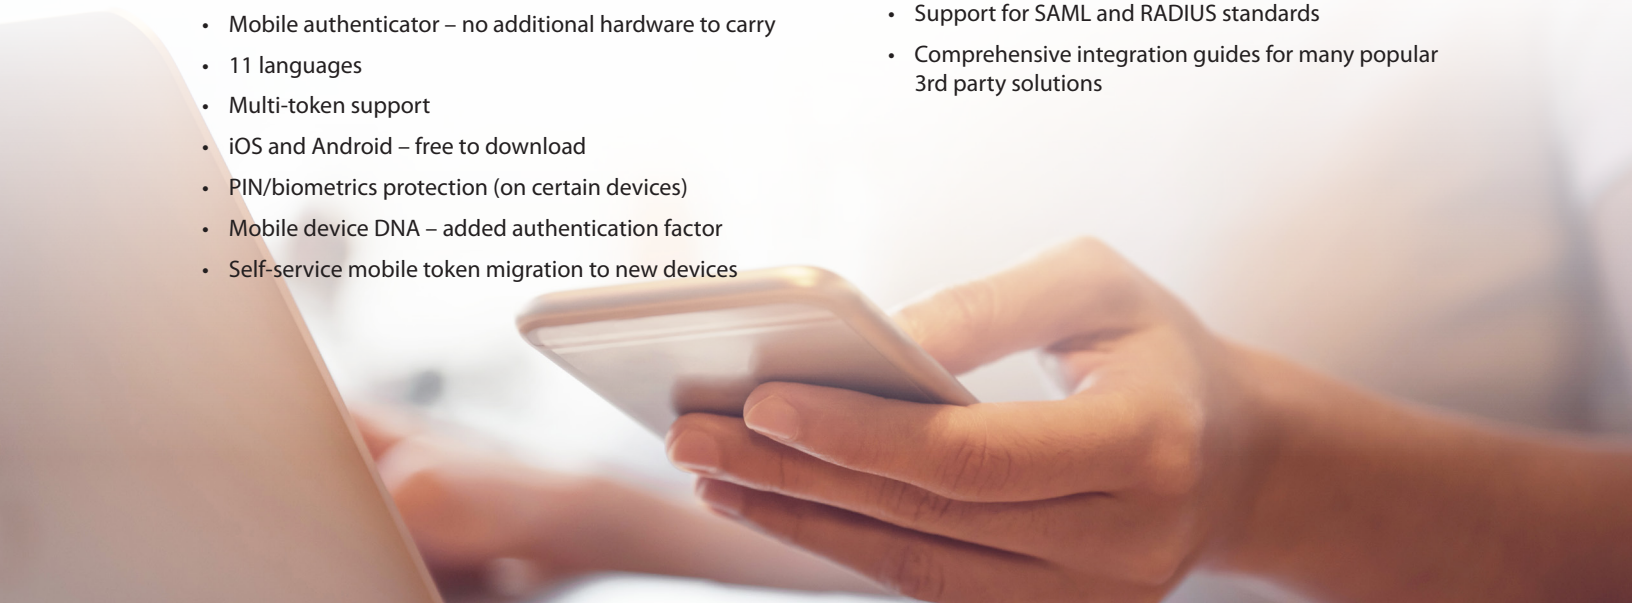 • Mobile authenticator – no additional hardware to carry
• 11 languages
• Multi-token support
• iOS and Android – free to download
• PIN/biometrics protection (on certain devices)
• Mobile device DNA – added authentication factor
• Self-service mobile token migration to new devices
• Support for SAML and RADIUS standards
• Comprehensive integration guides for many popular
3rd party solutions